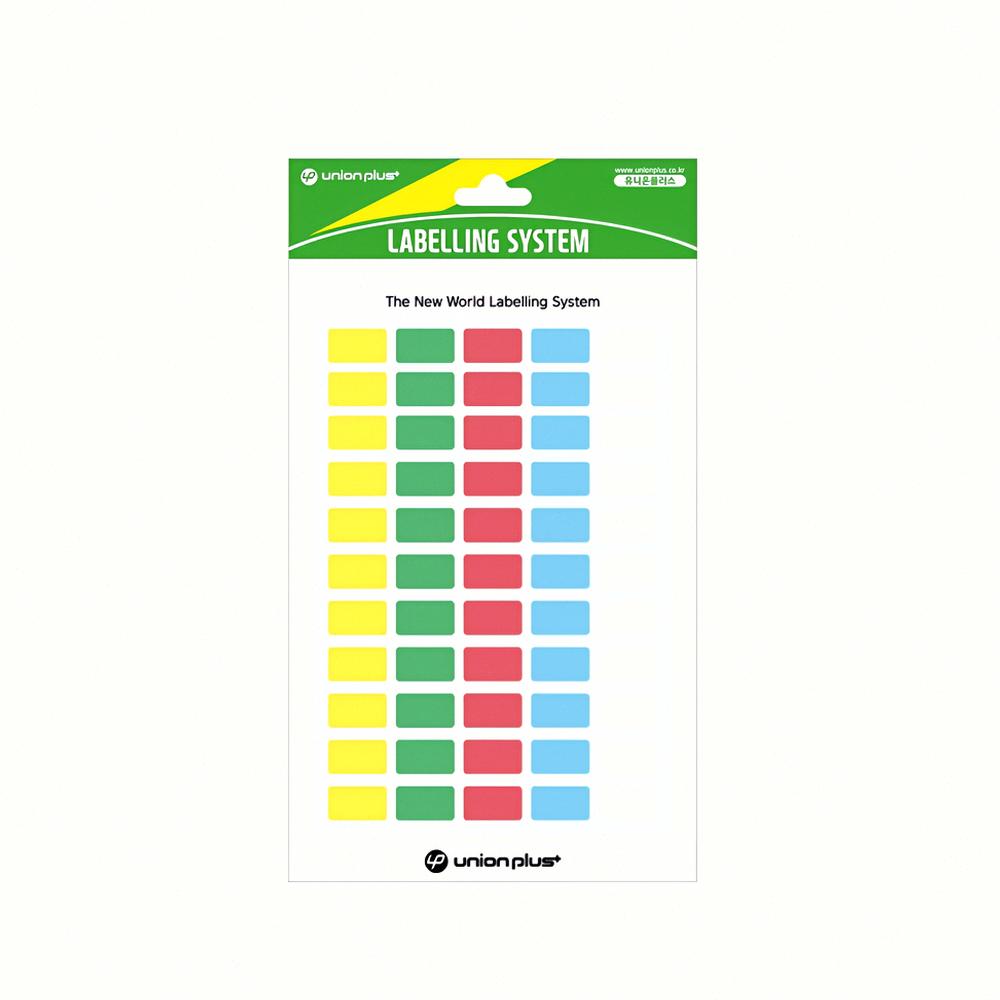 union plus+
www.unionplus.co.kr
유니온플러스
LABELLING SYSTEM
The New World Labelling System
union plus+